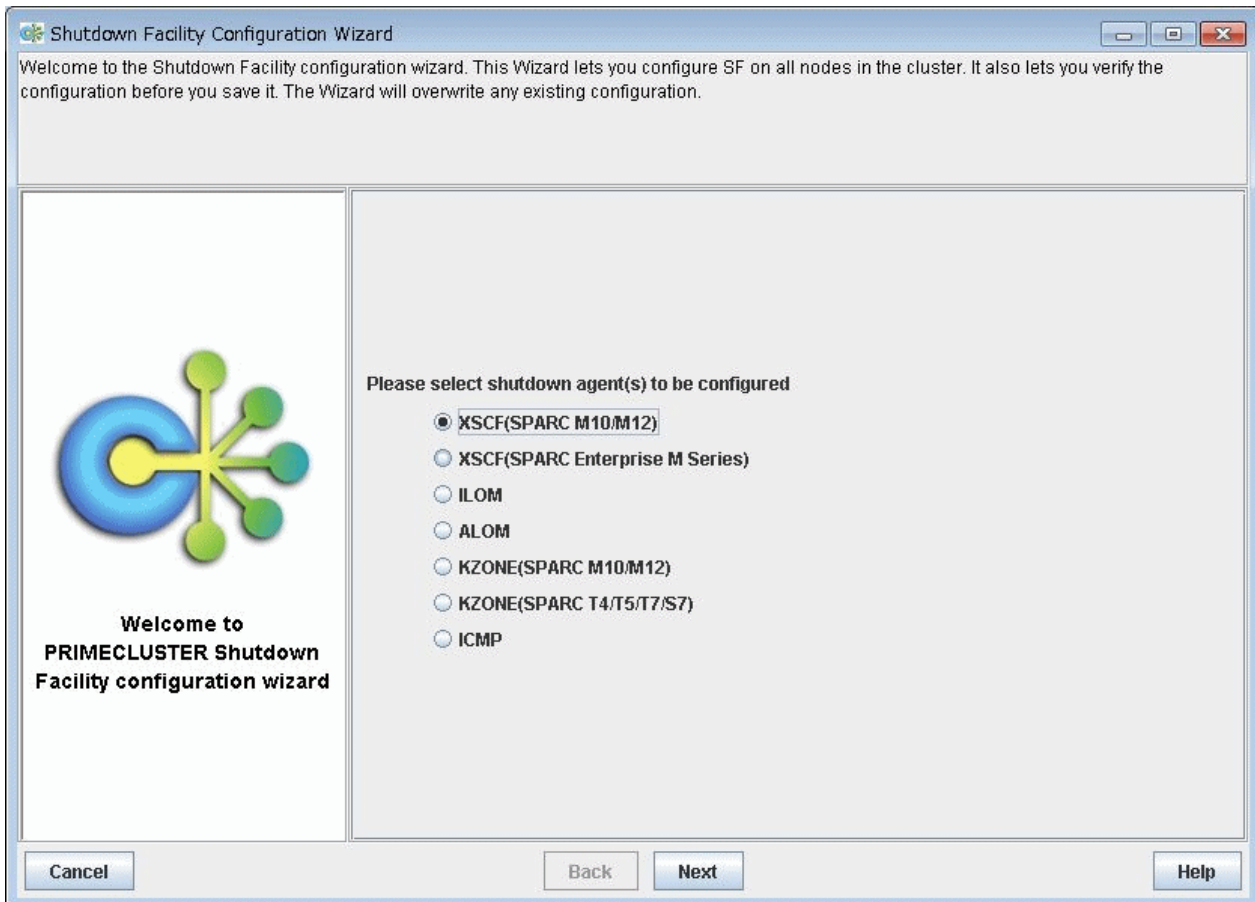 Shutdown Facility Configuration Wizard
Welcome to the Shutdown Facility configuration wizard. This Wizard lets you configure SF on all nodes in the cluster. It also lets you verify the
configuration before you save it. The Wizard will overwrite any existing configuration.
Welcome to
PRIMECLUSTER Shutdown
Facility configuration wizard
Please select shutdown agent(s) to be configured
XSCF(SPARC M10/M12)
XSCF(SPARC Enterprise M Series)
ILOM
ALOM
KZONE(SPARC M10/M12)
KZONE(SPARC T4/T5/T7/S7)
ICMP
Cancel
Back
Next
Help